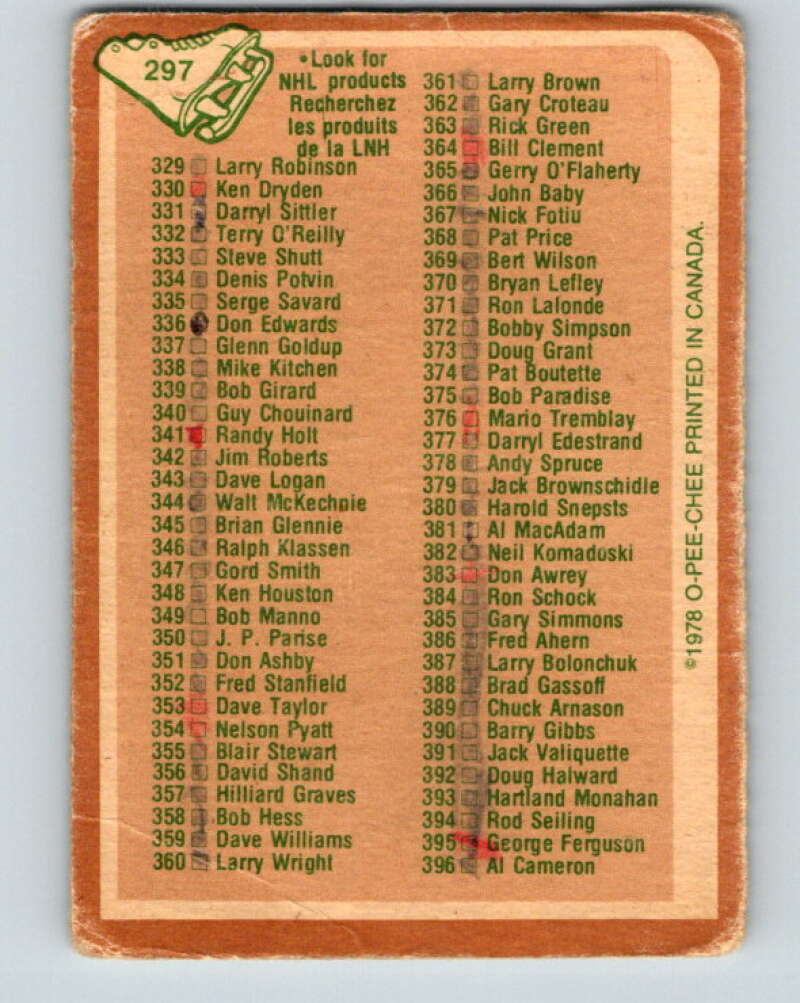 297
•Look for
NHL products
Recherchez
les produits
de la LNH
329 Larry Robinson
330 Ken Dryden
331 Darryl Sittler
332 Terry O'Reilly
333 Steve Shutt
334 Denis Potvin
335 Serge Savard
336 Don Edwards
337 Glenn Goldup
338 Mike Kitchen
339 Bob Girard
340 Guy Chouinard
341 Randy Holt
342 Jim Roberts
343 Dave Logan
344 Walt McKechnie
345 Brian Glennie
346 Ralph Klassen
347 Gord Smith
348 Ken Houston
349 Bob Manno
350 J. P. Parise
351 Don Ashby
352 Fred Stanfield
353 Dave Taylor
354 Nelson Pyatt
355 Blair Stewart
356 David Shand
357 Hilliard Graves
358 Bob Hess
359 Dave Williams
360 Larry Wright
361 Larry Brown
362 Gary Croteau
363 Rick Green
364 Bill Clement
365 Gerry O'Flaherty
366 John Baby
367 Nick Fotiu
368 Pat Price
369 Bert Wilson
370 Bryan Lefley
371 Ron Lalonde
372 Bobby Simpson
373 Doug Grant
374 Pat Boutette
375 Bob Paradise
376 Mario Tremblay
377 Darryl Edestrand
378 Andy Spruce
379 Jack Brownschidle
380 Harold Snepsts
381 Al MacAdam
382 Neil Komadoski
383 Don Awrey
384 Ron Schock
385 Gary Simmons
386 Fred Ahern
387 Larry Bolonchuk
388 Brad Gassoff
389 Chuck Arnason
390 Barry Gibbs
391 Jack Valiquette
392 Doug Halward
393 Hartland Monahan
394 Rod Seiling
395 George Ferguson
396 Al Cameron
©1978 O-PEE-CHEE PRINTED IN CANADA.